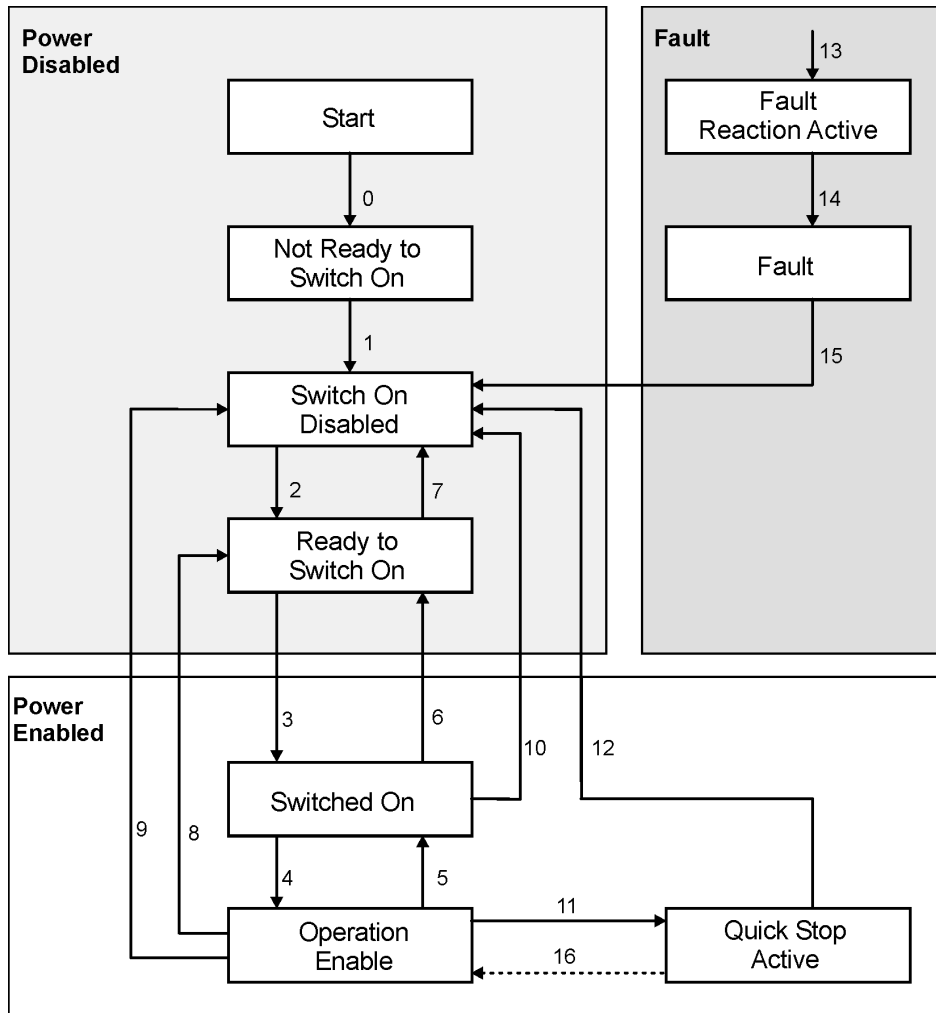 Power
Disabled
Start
0
Not Ready to
Switch On
1
Switch On
Disabled
2
7
Ready to
Switch On
Fault
13
Fault
Reaction Active
14
Fault
15
Power
Enabled
3
6
10
12
Switched On
9
8
4
5
Operation
Enable
11
16
Quick Stop
Active